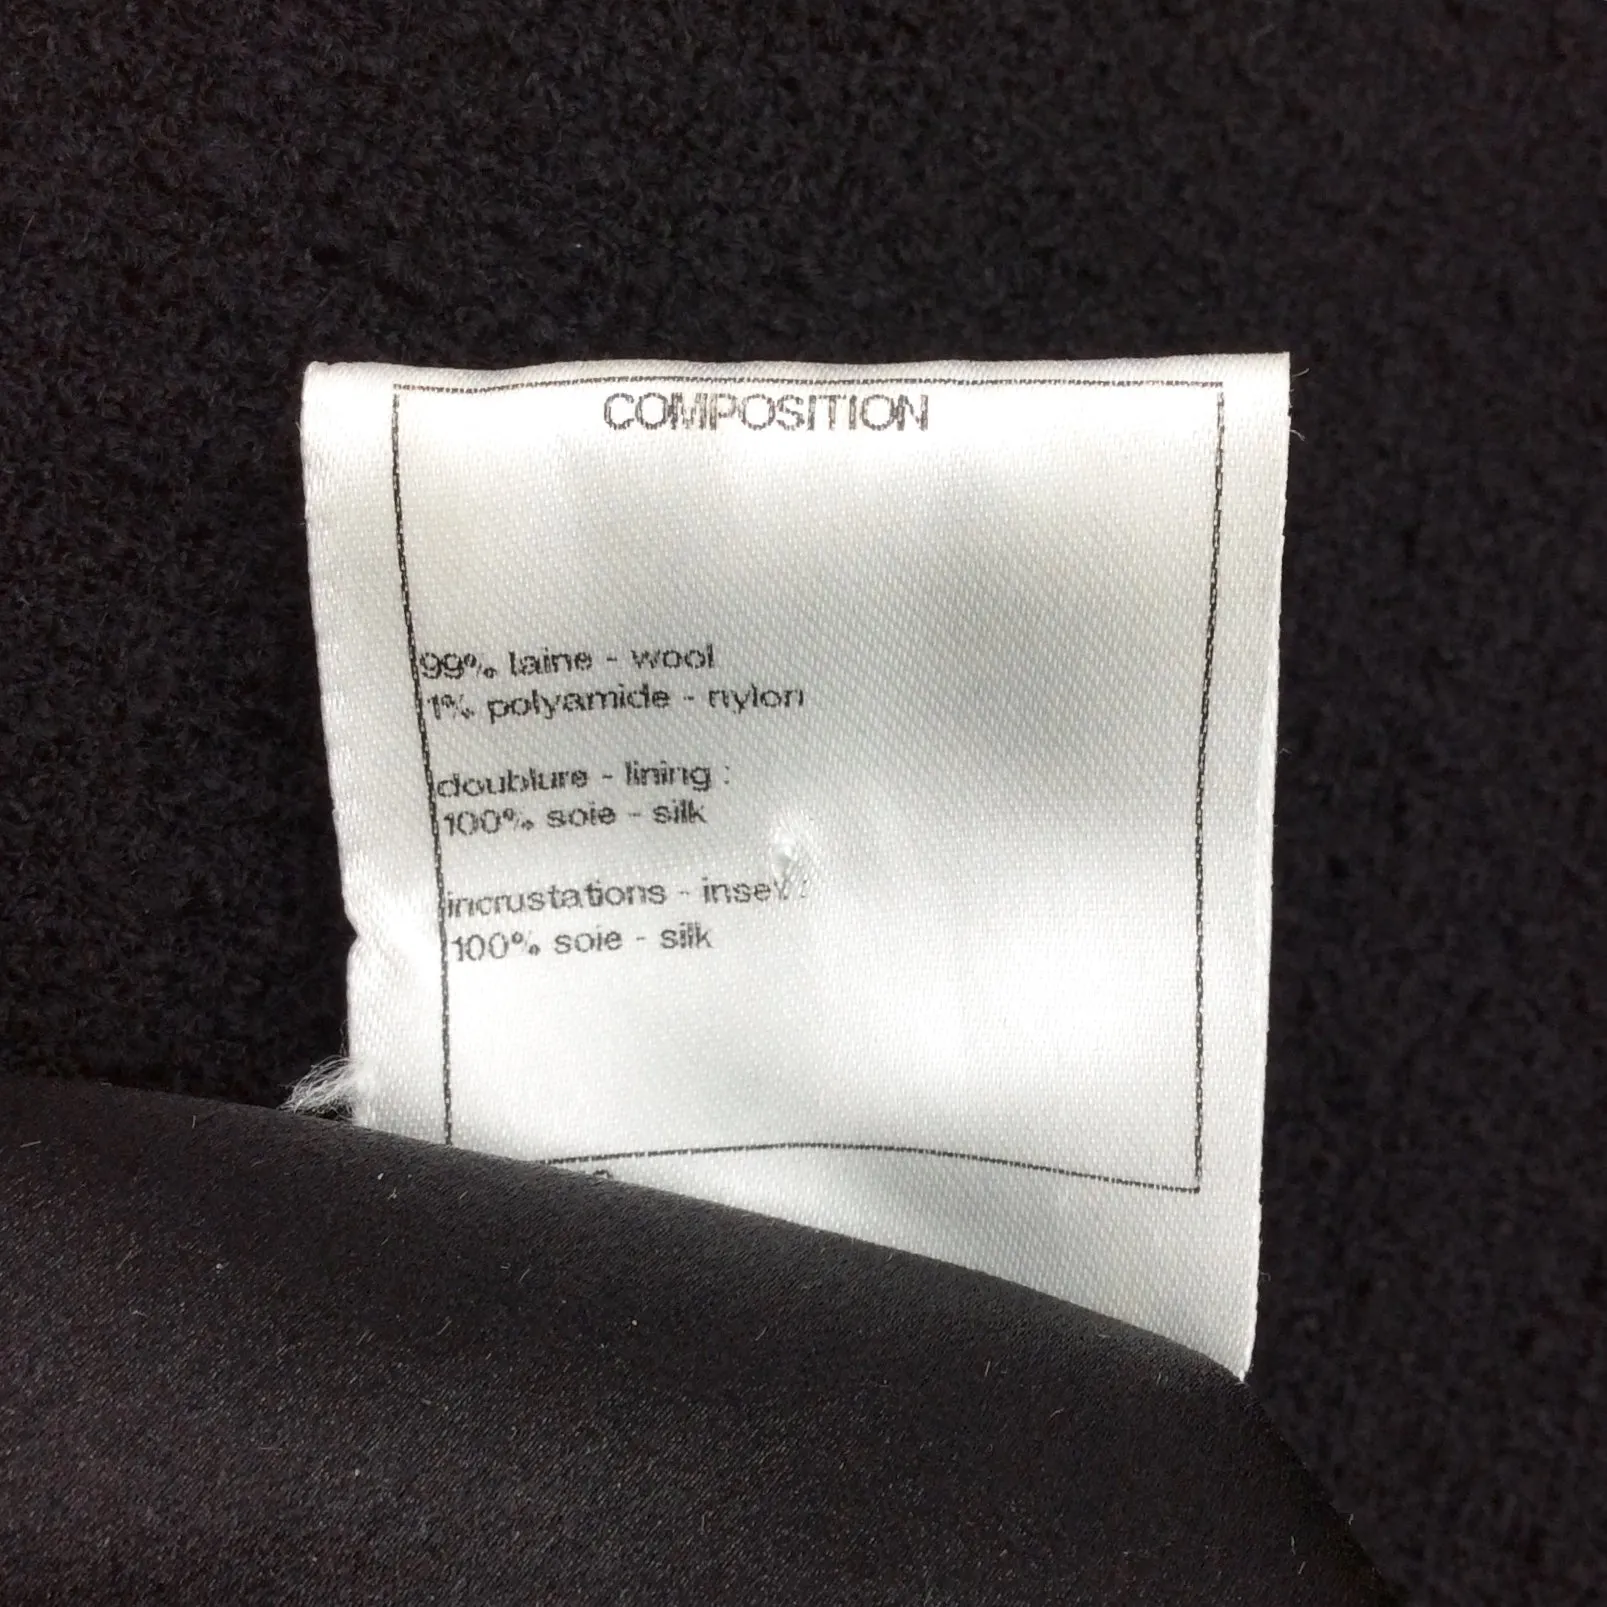 COMPOSITION
99% laine - wool
1% polyamide - nylon
doublure - lining :
100% soie - silk
incrustations - inset :
100% soie - silk